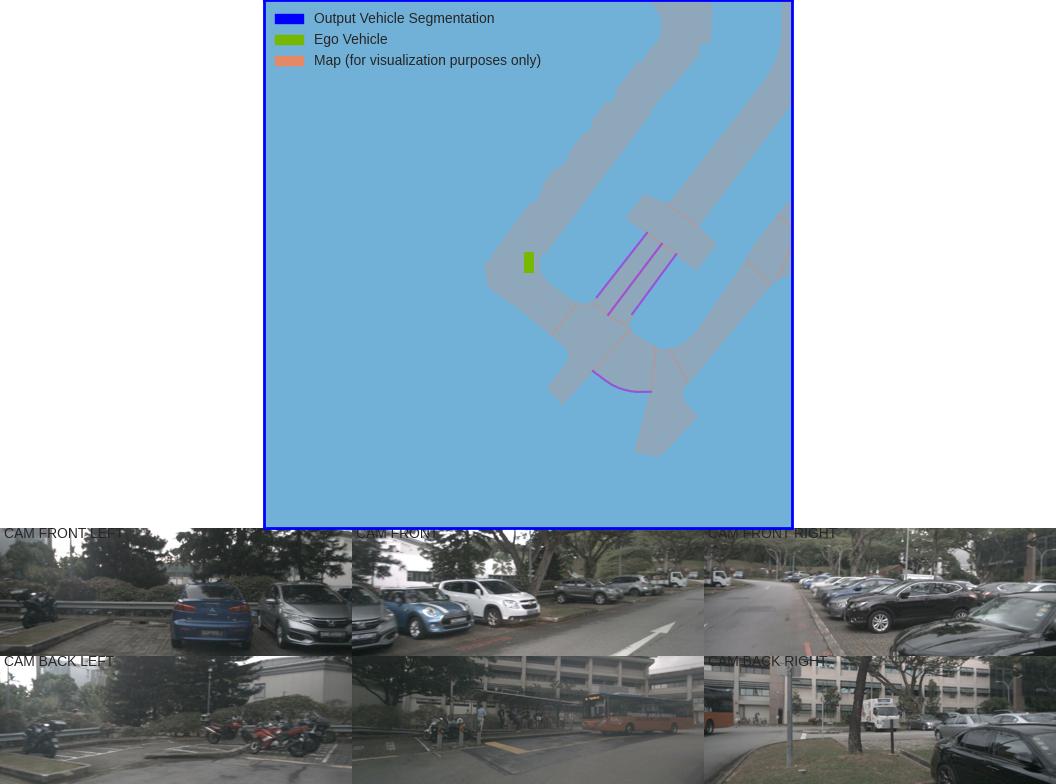 Output Vehicle Segmentation
Ego Vehicle
Map (for visualization purposes only)
CAM FRONT LEFT
CAM FRONT
CAM FRONT RIGHT
CAM BACK LEFT
CAM BACK RIGHT